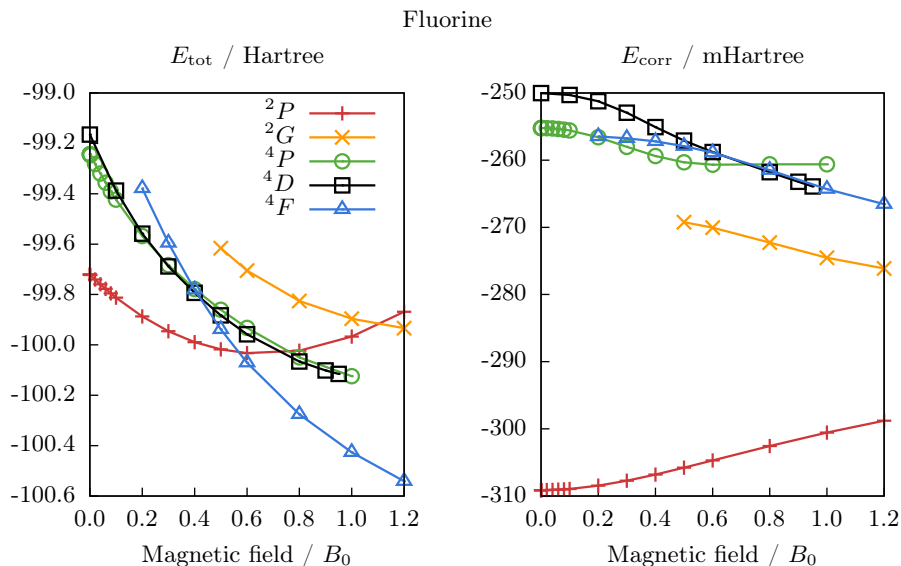 Fluorine
E_tot / Hartree
-99.0
-99.2
-99.4
-99.6
-99.8
-100.0
-100.2
-100.4
-100.6
²P
²G
⁴P
⁴D
⁴F
0.0 0.2 0.4 0.6 0.8 1.0 1.2
Magnetic field / B₀
E_corr / mHartree
-250
-260
-270
-280
-290
-300
-310
0.0 0.2 0.4 0.6 0.8 1.0 1.2
Magnetic field / B₀